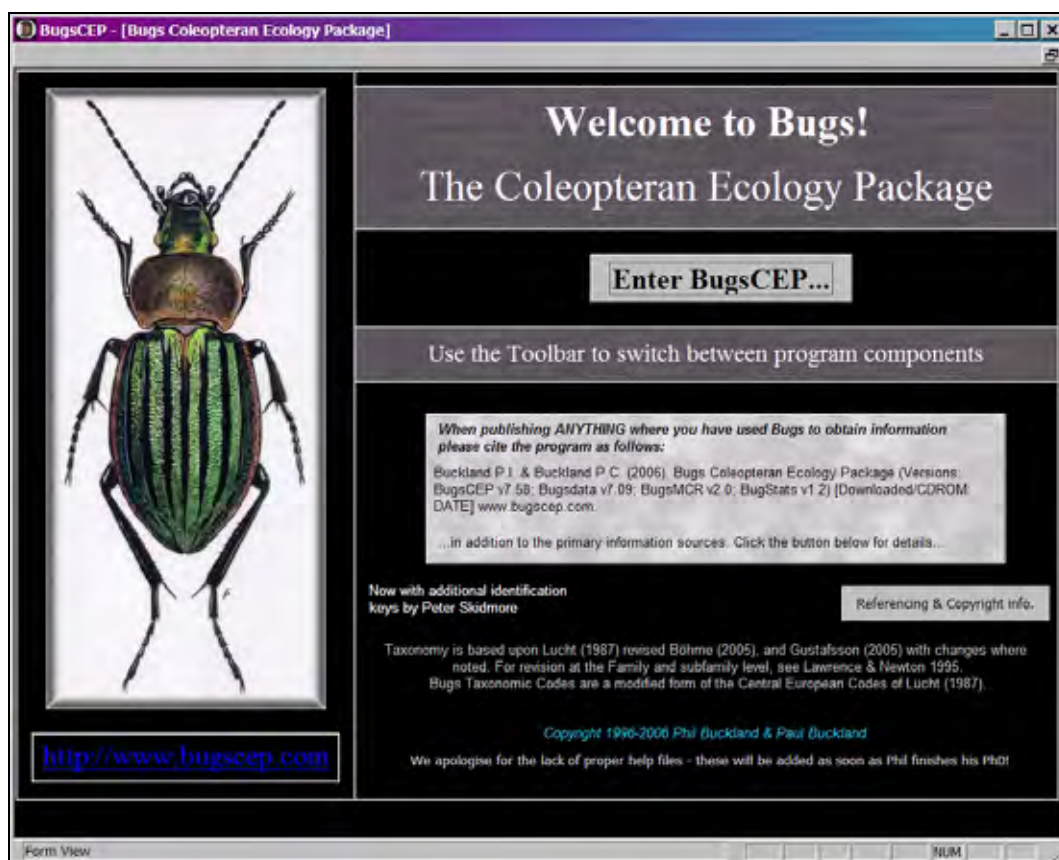 BugsCEP - [Bugs Coleopteran Ecology Package]
Welcome to Bugs!
The Coleopteran Ecology Package
Enter BugsCEP...
Use the Toolbar to switch between program components
When publishing ANYTHING where you have used Bugs to obtain information
please cite the program as follows:
Buckland P.I. & Buckland P.C. (2006). Bugs Coleopteran Ecology Package (Versions:
BugsCEP v7.58; Bugsdata v7.09; BugsMCR v2.0; BugStats v1.2) [Downloaded/CDROM
DATE] www.bugscep.com.
...in addition to the primary information sources. Click the button below for details...
Now with additional identification
keys by Peter Skidmore
Referencing & Copyright info.
Taxonomy is based upon Lucht (1987) revised Böhme (2005), and Gustafsson (2005) with changes where
noted. For revision at the Family and subfamily level, see Lawrence & Newton 1995.
Bugs Taxonomic Codes are a modified form of the Central European Codes of Lucht (1987).
Copyright 1996-2006 Phil Buckland & Paul Buckland
http://www.bugscep.com
We apologise for the lack of proper help files - these will be added as soon as Phil finishes his PhD!
Form View
NUM